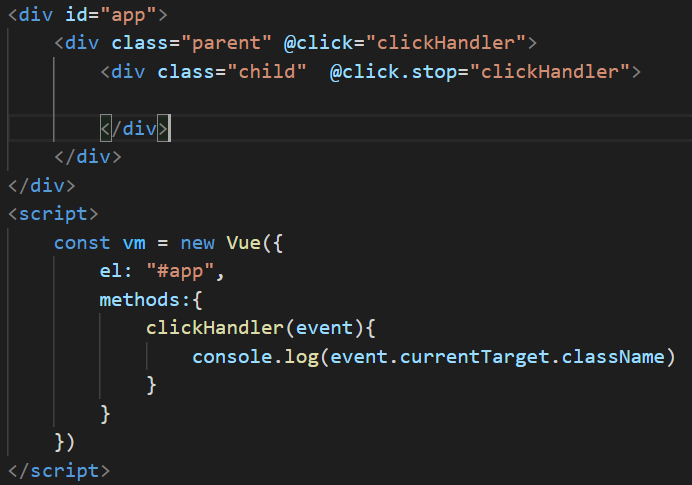 <div id="app">
    <div class="parent" @click="clickHandler">
        <div class="child"  @click.stop="clickHandler">

        </div>
    </div>
</div>
<script>
    const vm = new Vue({
        el: "#app",
        methods:{
            clickHandler(event){
                console.log(event.currentTarget.className)
            }
        }
    })
</script>